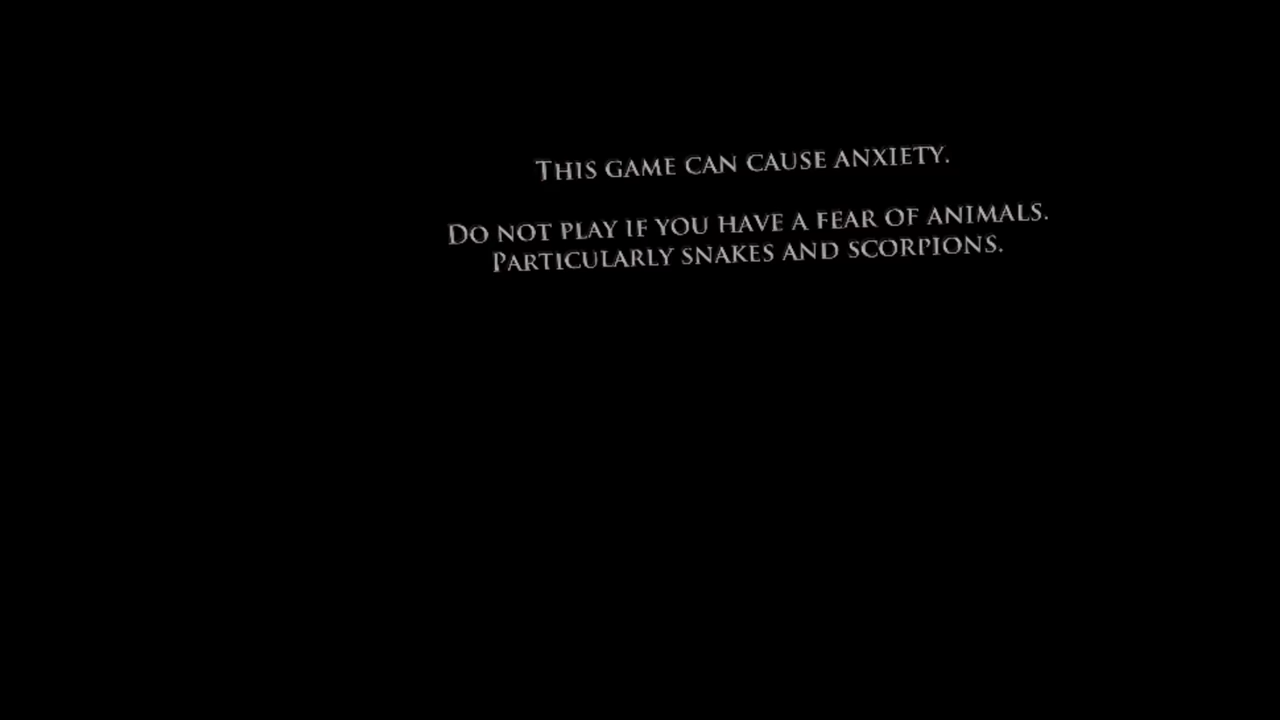 This game can cause anxiety.
Do not play if you have a fear of animals.
Particularly snakes and scorpions.